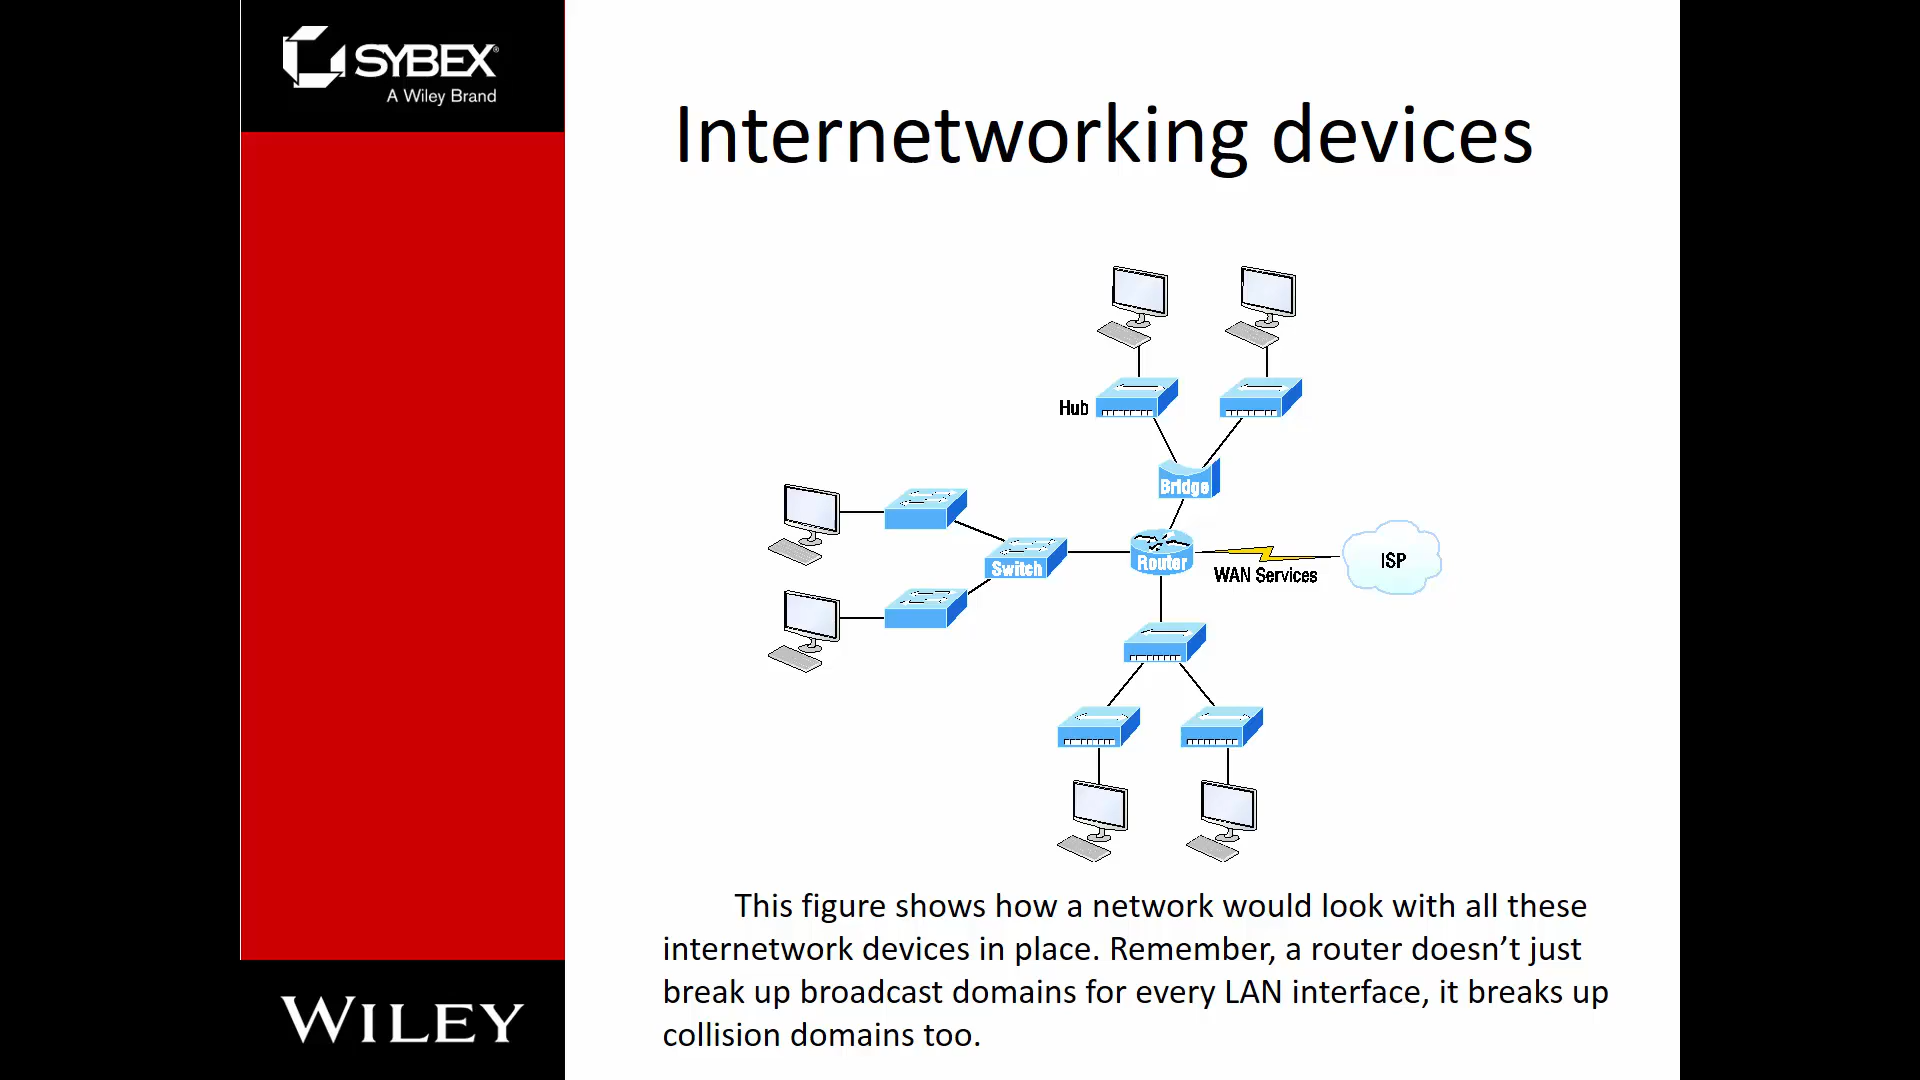 SYBEX®
A Wiley Brand
Internetworking devices
Hub
Bridge
Switch
Router
WAN Services
ISP
This figure shows how a network would look with all these
internetwork devices in place. Remember, a router doesn’t just
break up broadcast domains for every LAN interface, it breaks up
collision domains too.
WILEY